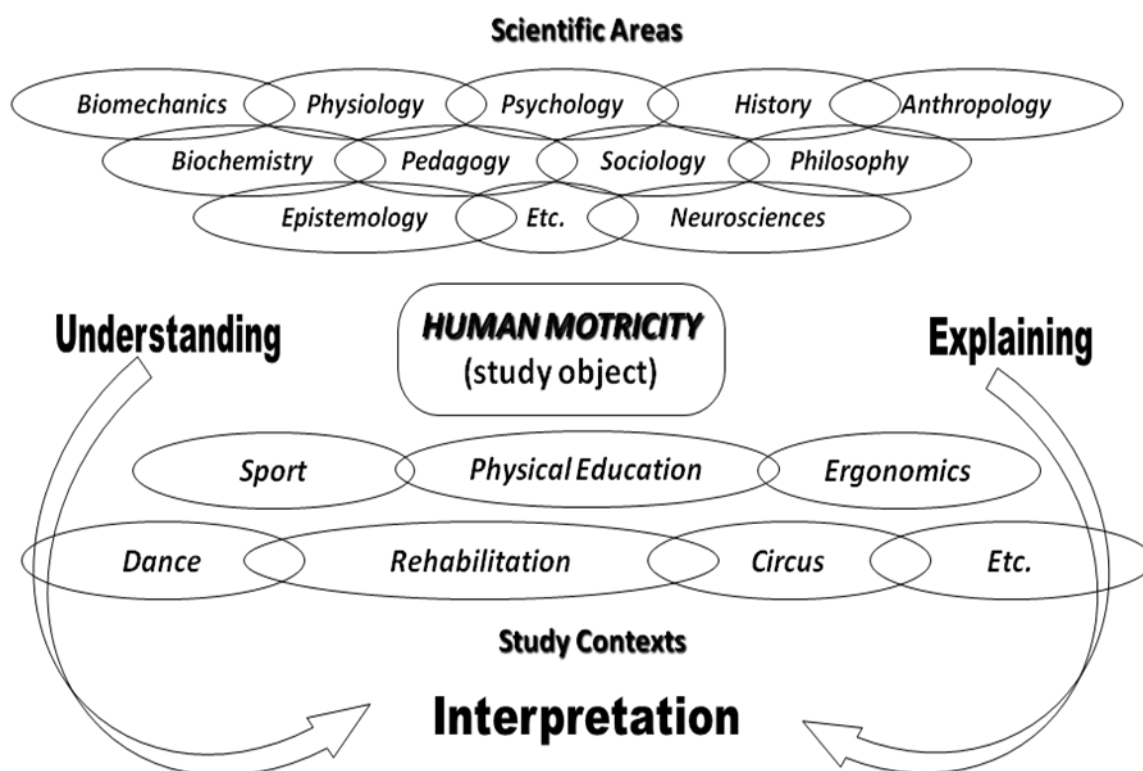 Scientific Areas
Biomechanics Physiology Psychology History Anthropology
Biochemistry Pedagogy Sociology Philosophy
Epistemology Etc. Neurosciences
Understanding
HUMAN MOTRICITY
(study object)
Explaining
Sport Physical Education Ergonomics
Dance Rehabilitation Circus Etc.
Study Contexts
Interpretation